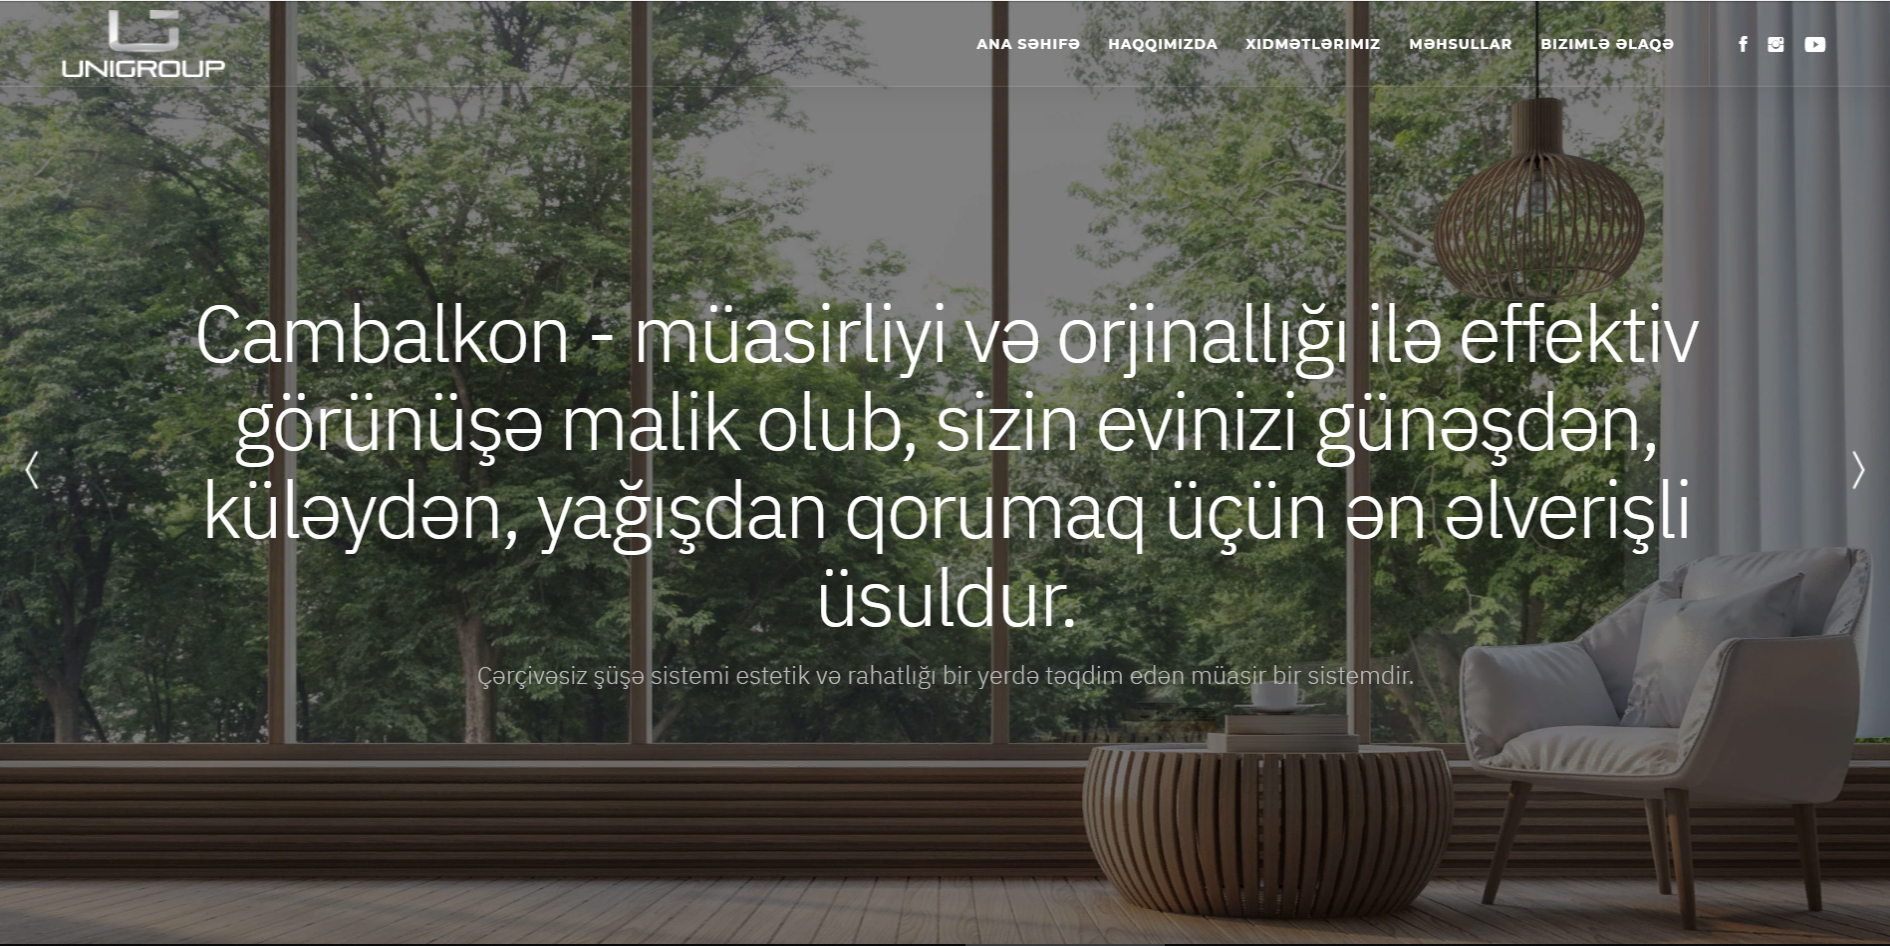 UNIGROUP
ANA SƏHIFƏ HAQQIMIZDA XIDMƏTLƏRIMIZ MƏHSULLAR BIZIMLƏ ƏLAQƏ
Cambalkon - müasirliyi və orjinallığı ilə effektiv
görünüşə malik olub, sizin evinizi günəşdən,
küləydən, yağışdan qorumaq üçün ən əlverişli
üsuldur.
Çərçivəsiz şüşə sistemi estetik və rahatlığı bir yerdə təqdim edən müasir bir sistemdir.